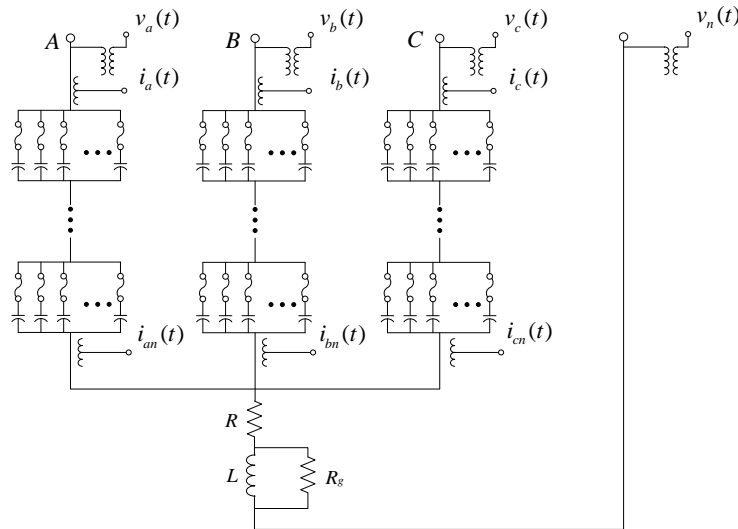 v_a(t) v_b(t) v_c(t) v_n(t)
A B C
i_a(t) i_b(t) i_c(t)
i_an(t) i_bn(t) i_cn(t)
R
L R_g